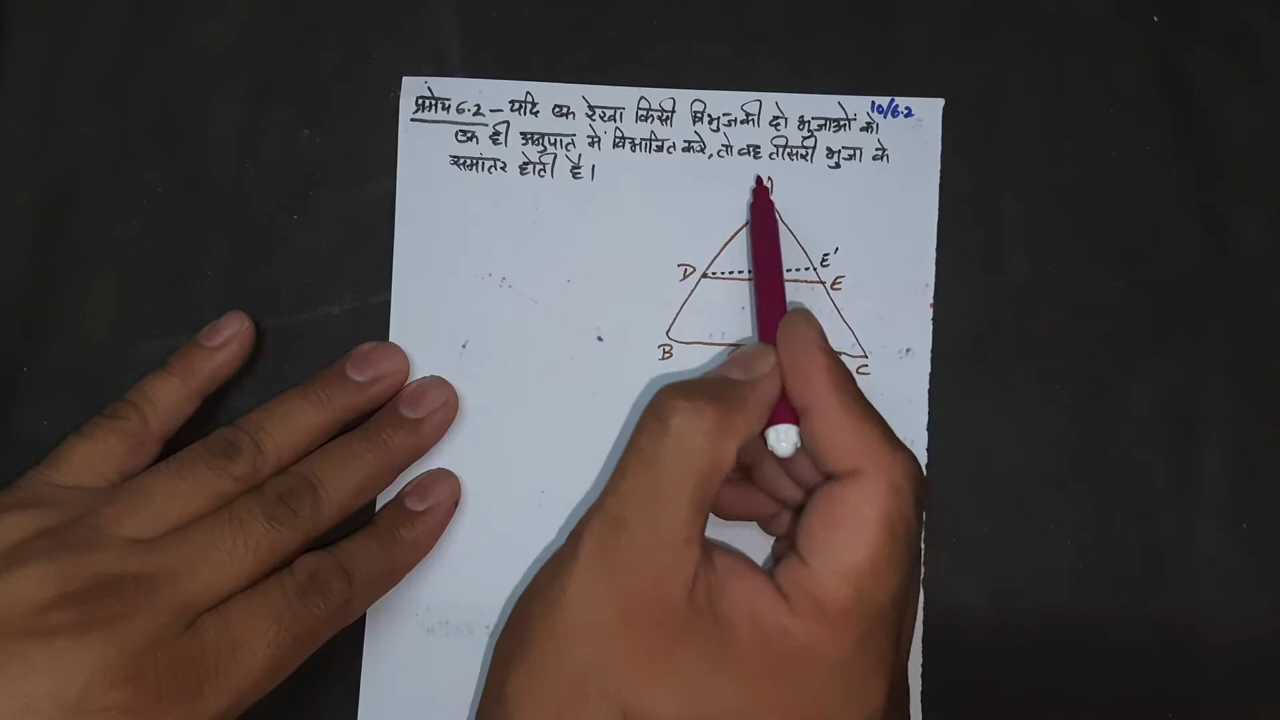 प्रमेय 6.2 - यदि एक रेखा किसी त्रिभुज की दो भुजाओं को
10/6.2
एक ही अनुपात में विभाजित करे, तो वह तीसरी भुजा के
समांतर होती है।
D E'
E
B
C